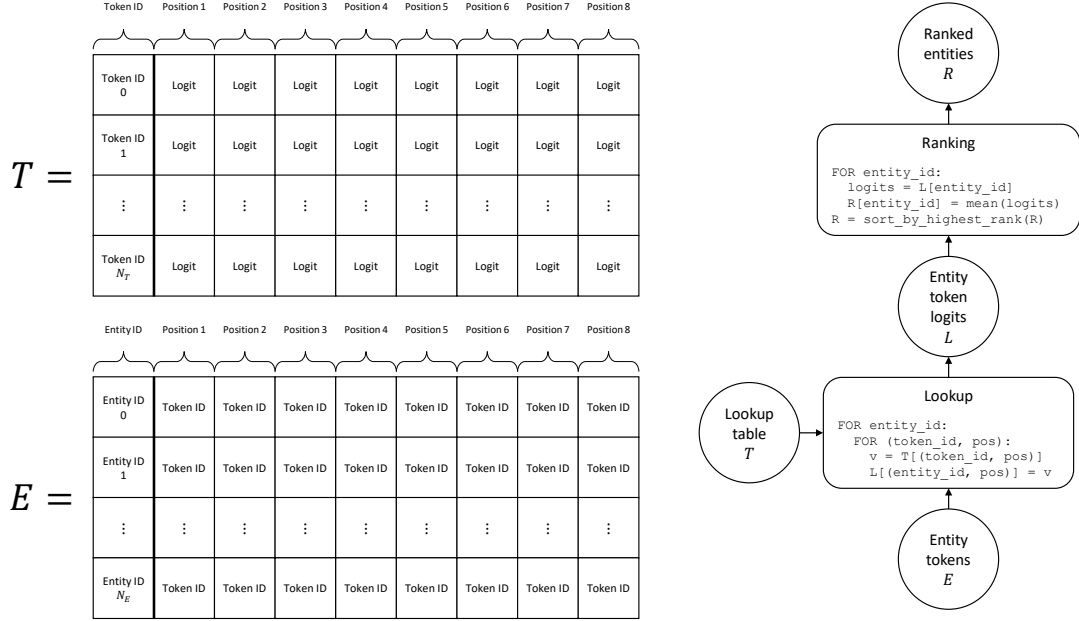 Token ID Position 1 Position 2 Position 3 Position 4 Position 5 Position 6 Position 7 Position 8
T =
Token ID
0
Logit Logit Logit Logit Logit Logit Logit Logit
Token ID
1
Logit Logit Logit Logit Logit Logit Logit Logit
⋮ ⋮ ⋮ ⋮ ⋮ ⋮ ⋮ ⋮ ⋮
Token ID
N_T
Logit Logit Logit Logit Logit Logit Logit Logit
Entity ID Position 1 Position 2 Position 3 Position 4 Position 5 Position 6 Position 7 Position 8
E =
Entity ID
0
Token ID Token ID Token ID Token ID Token ID Token ID Token ID Token ID
Entity ID
1
Token ID Token ID Token ID Token ID Token ID Token ID Token ID Token ID
⋮ ⋮ ⋮ ⋮ ⋮ ⋮ ⋮ ⋮ ⋮
Entity ID
N_E
Token ID Token ID Token ID Token ID Token ID Token ID Token ID Token ID
Ranked
entities
R
Ranking
FOR entity_id:
  logits = L[entity_id]
  R[entity_id] = mean(logits)
R = sort_by_highest_rank(R)
Entity
token
logits
L
Lookup
table
T
Lookup
FOR entity_id:
  FOR (token_id, pos):
    v = T[(token_id, pos)]
    L[(entity_id, pos)] = v
Entity
tokens
E